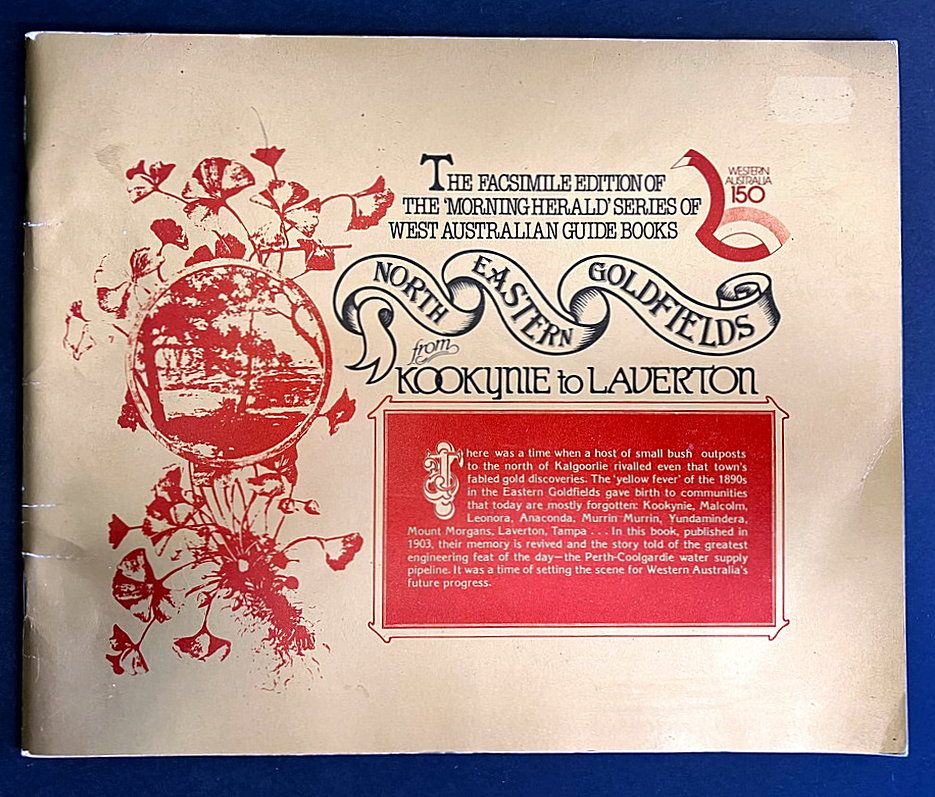 THE FACSIMILE EDITION OF
THE 'MORNING HERALD' SERIES OF
WEST AUSTRALIAN GUIDE BOOKS
WESTERN
AUSTRALIA
150
NORTH EASTERN GOLDFIELDS
from
KOOKYNIE to LAVERTON
There was a time when a host of small bush outposts
to the north of Kalgoorlie rivalled even that town's
fabled gold discoveries. The 'yellow fever' of the 1890s
in the Eastern Goldfields gave birth to communities
that today are mostly forgotten: Kookynie, Malcolm,
Leonora, Anaconda, Murrin Murrin, Yundamindera,
Mount Morgans, Laverton, Tampa . . . In this book, published in
1903, their memory is revived and the story told of the greatest
engineering feat of the day—the Perth-Coolgardie water supply
pipeline. It was a time of setting the scene for Western Australia's
future progress.